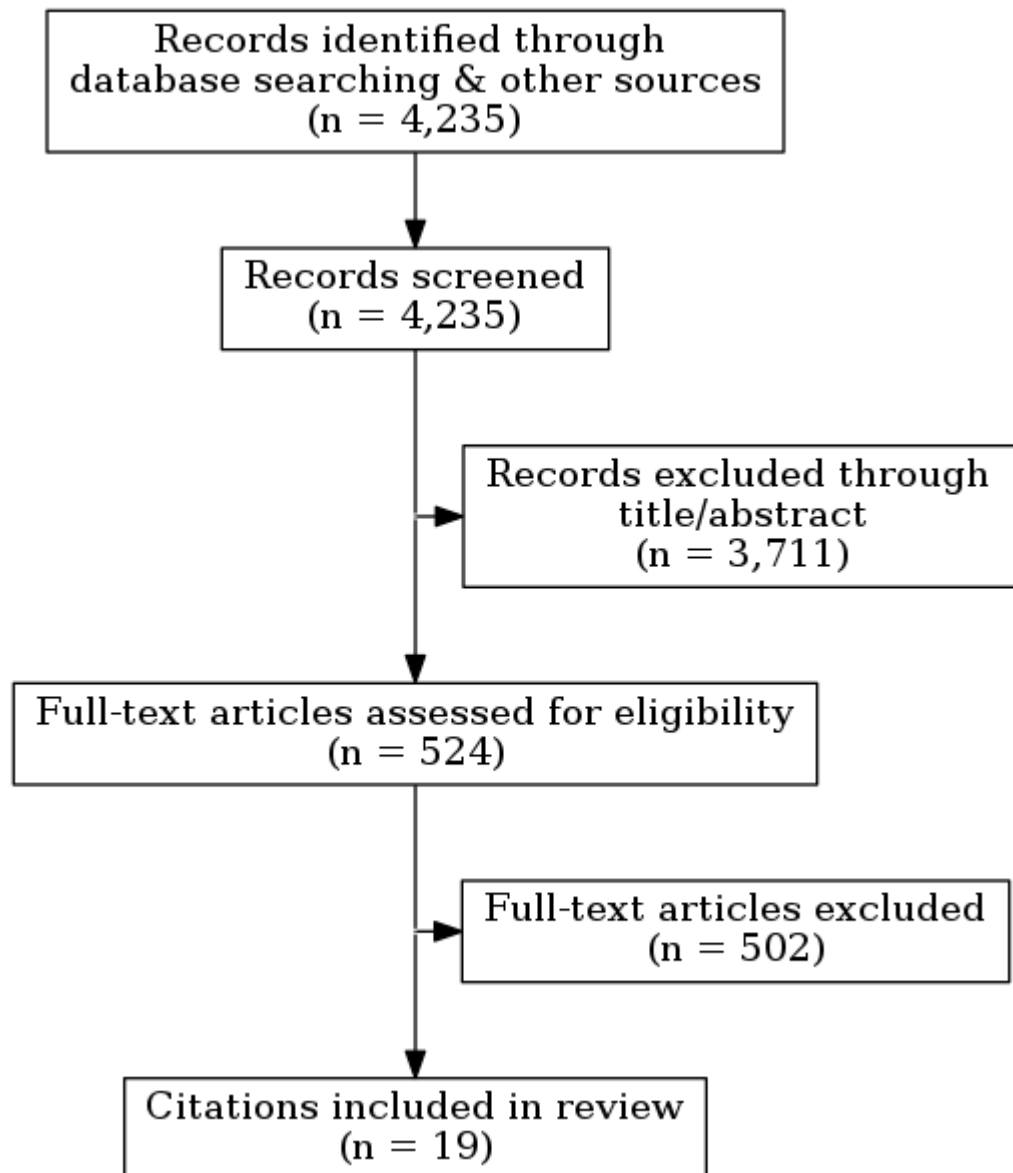 Records identified through
database searching & other sources
(n = 4,235)
Records screened
(n = 4,235)
Records excluded through
title/abstract
(n = 3,711)
Full-text articles assessed for eligibility
(n = 524)
Full-text articles excluded
(n = 502)
Citations included in review
(n = 19)